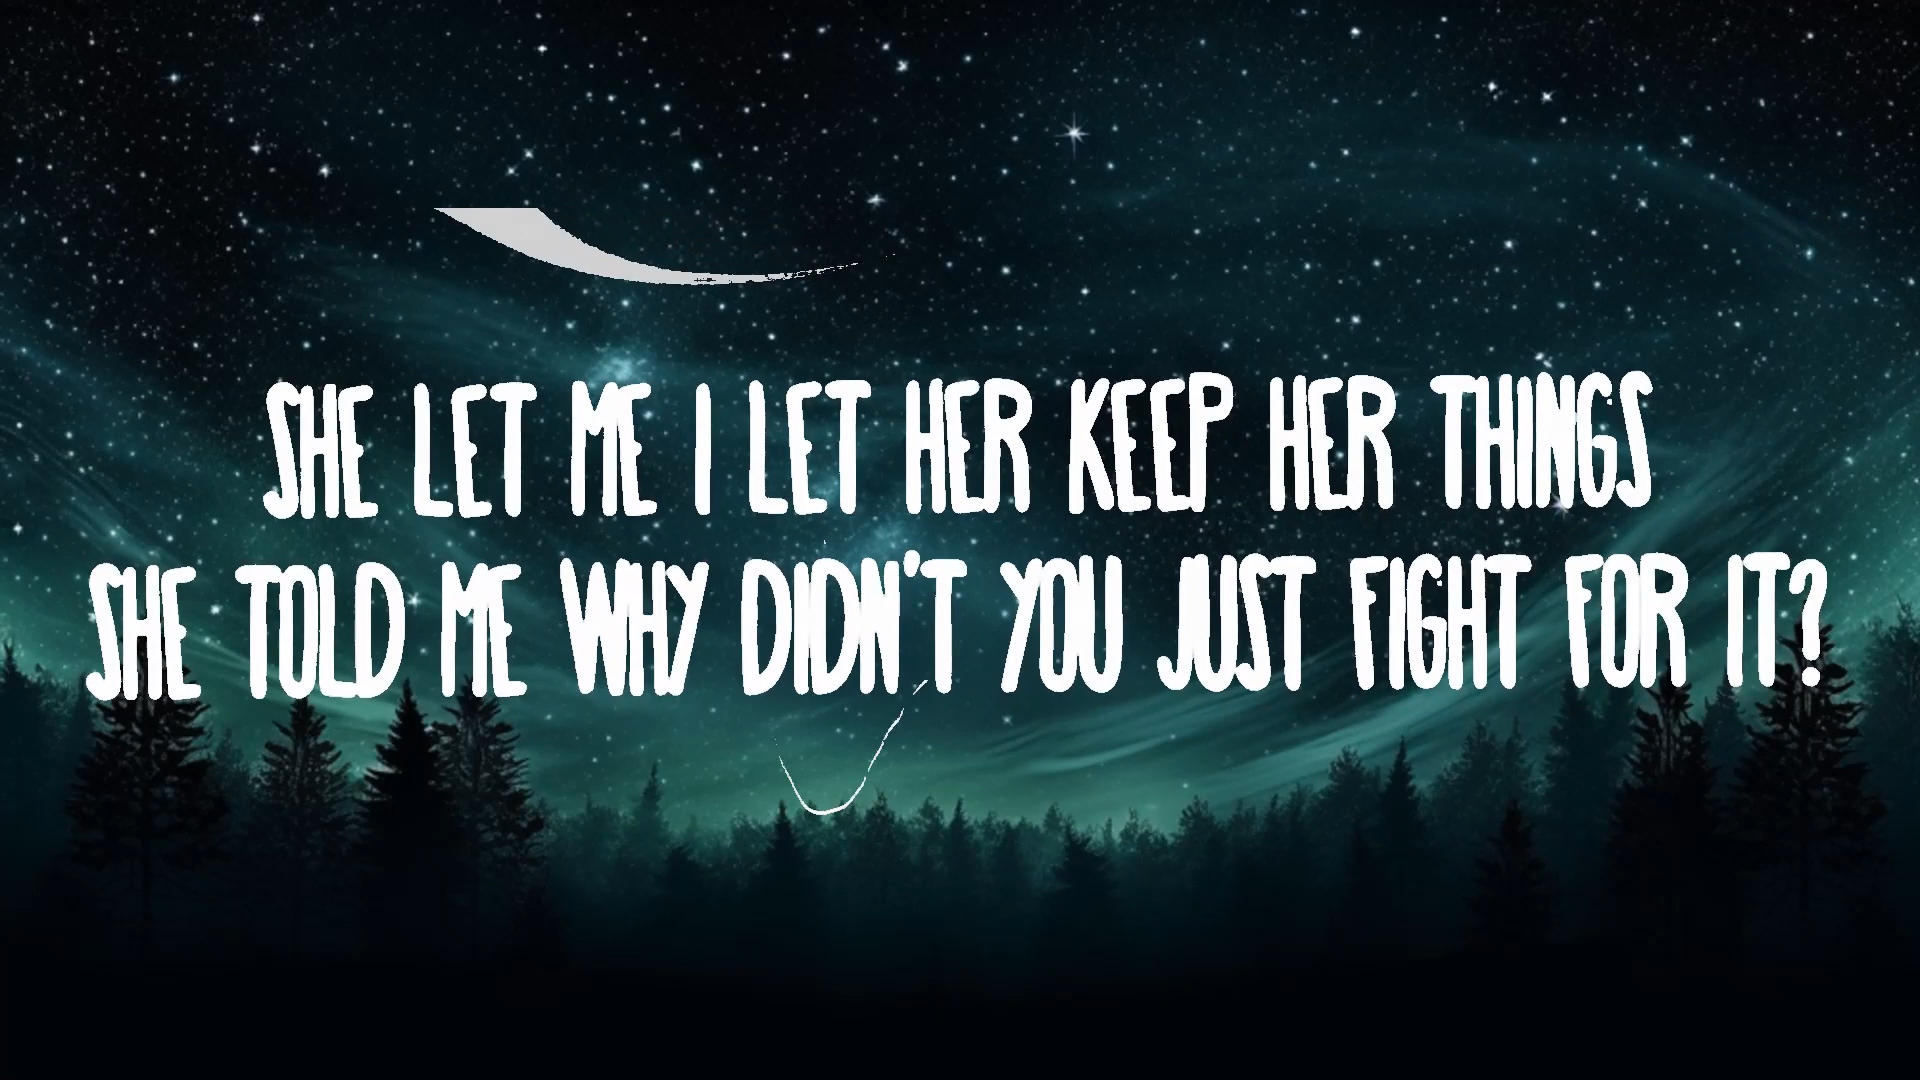 SHE LET ME I LET HER KEEP HER THINGS
SHE TOLD ME WHY DIDN'T YOU JUST FIGHT FOR IT?